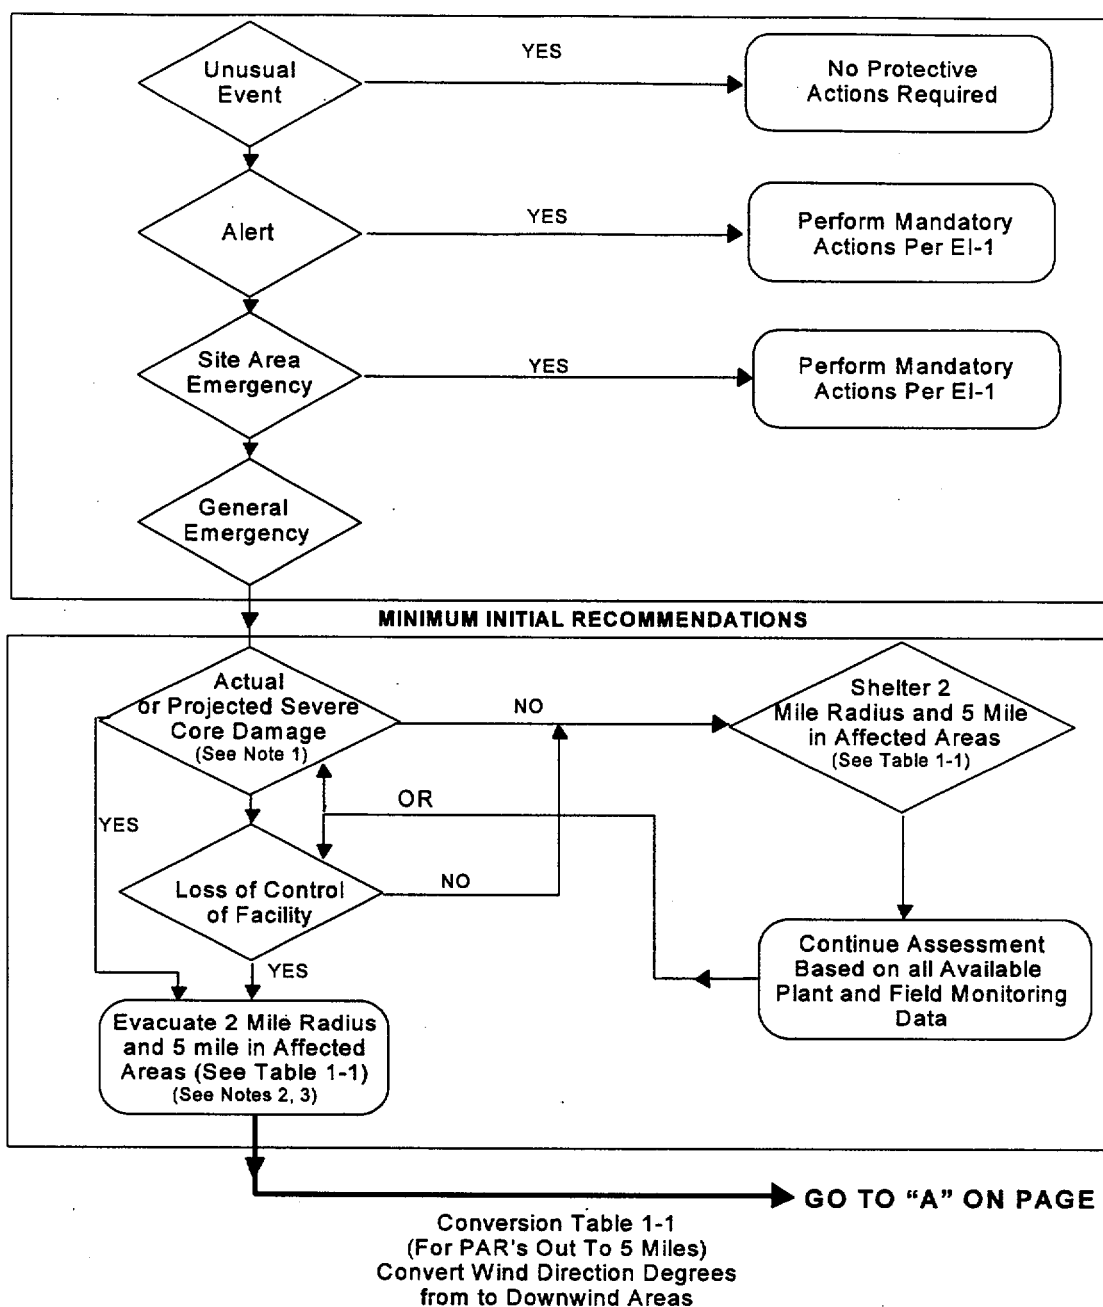 Unusual
Event
YES
No Protective
Actions Required
Alert
YES
Perform Mandatory
Actions Per EI-1
Site Area
Emergency
YES
Perform Mandatory
Actions Per EI-1
General
Emergency
MINIMUM INITIAL RECOMMENDATIONS
Actual
or Projected Severe
Core Damage
(See Note 1)
NO
Shelter 2
Mile Radius and 5 Mile
in Affected Areas
(See Table 1-1)
OR
YES
Loss of Control
of Facility
NO
YES
Continue Assessment
Based on all Available
Plant and Field Monitoring
Data
Evacuate 2 Mile Radius
and 5 mile in Affected
Areas (See Table 1-1)
(See Notes 2, 3)
GO TO “A” ON PAGE
Conversion Table 1-1
(For PAR's Out To 5 Miles)
Convert Wind Direction Degrees
from to Downwind Areas